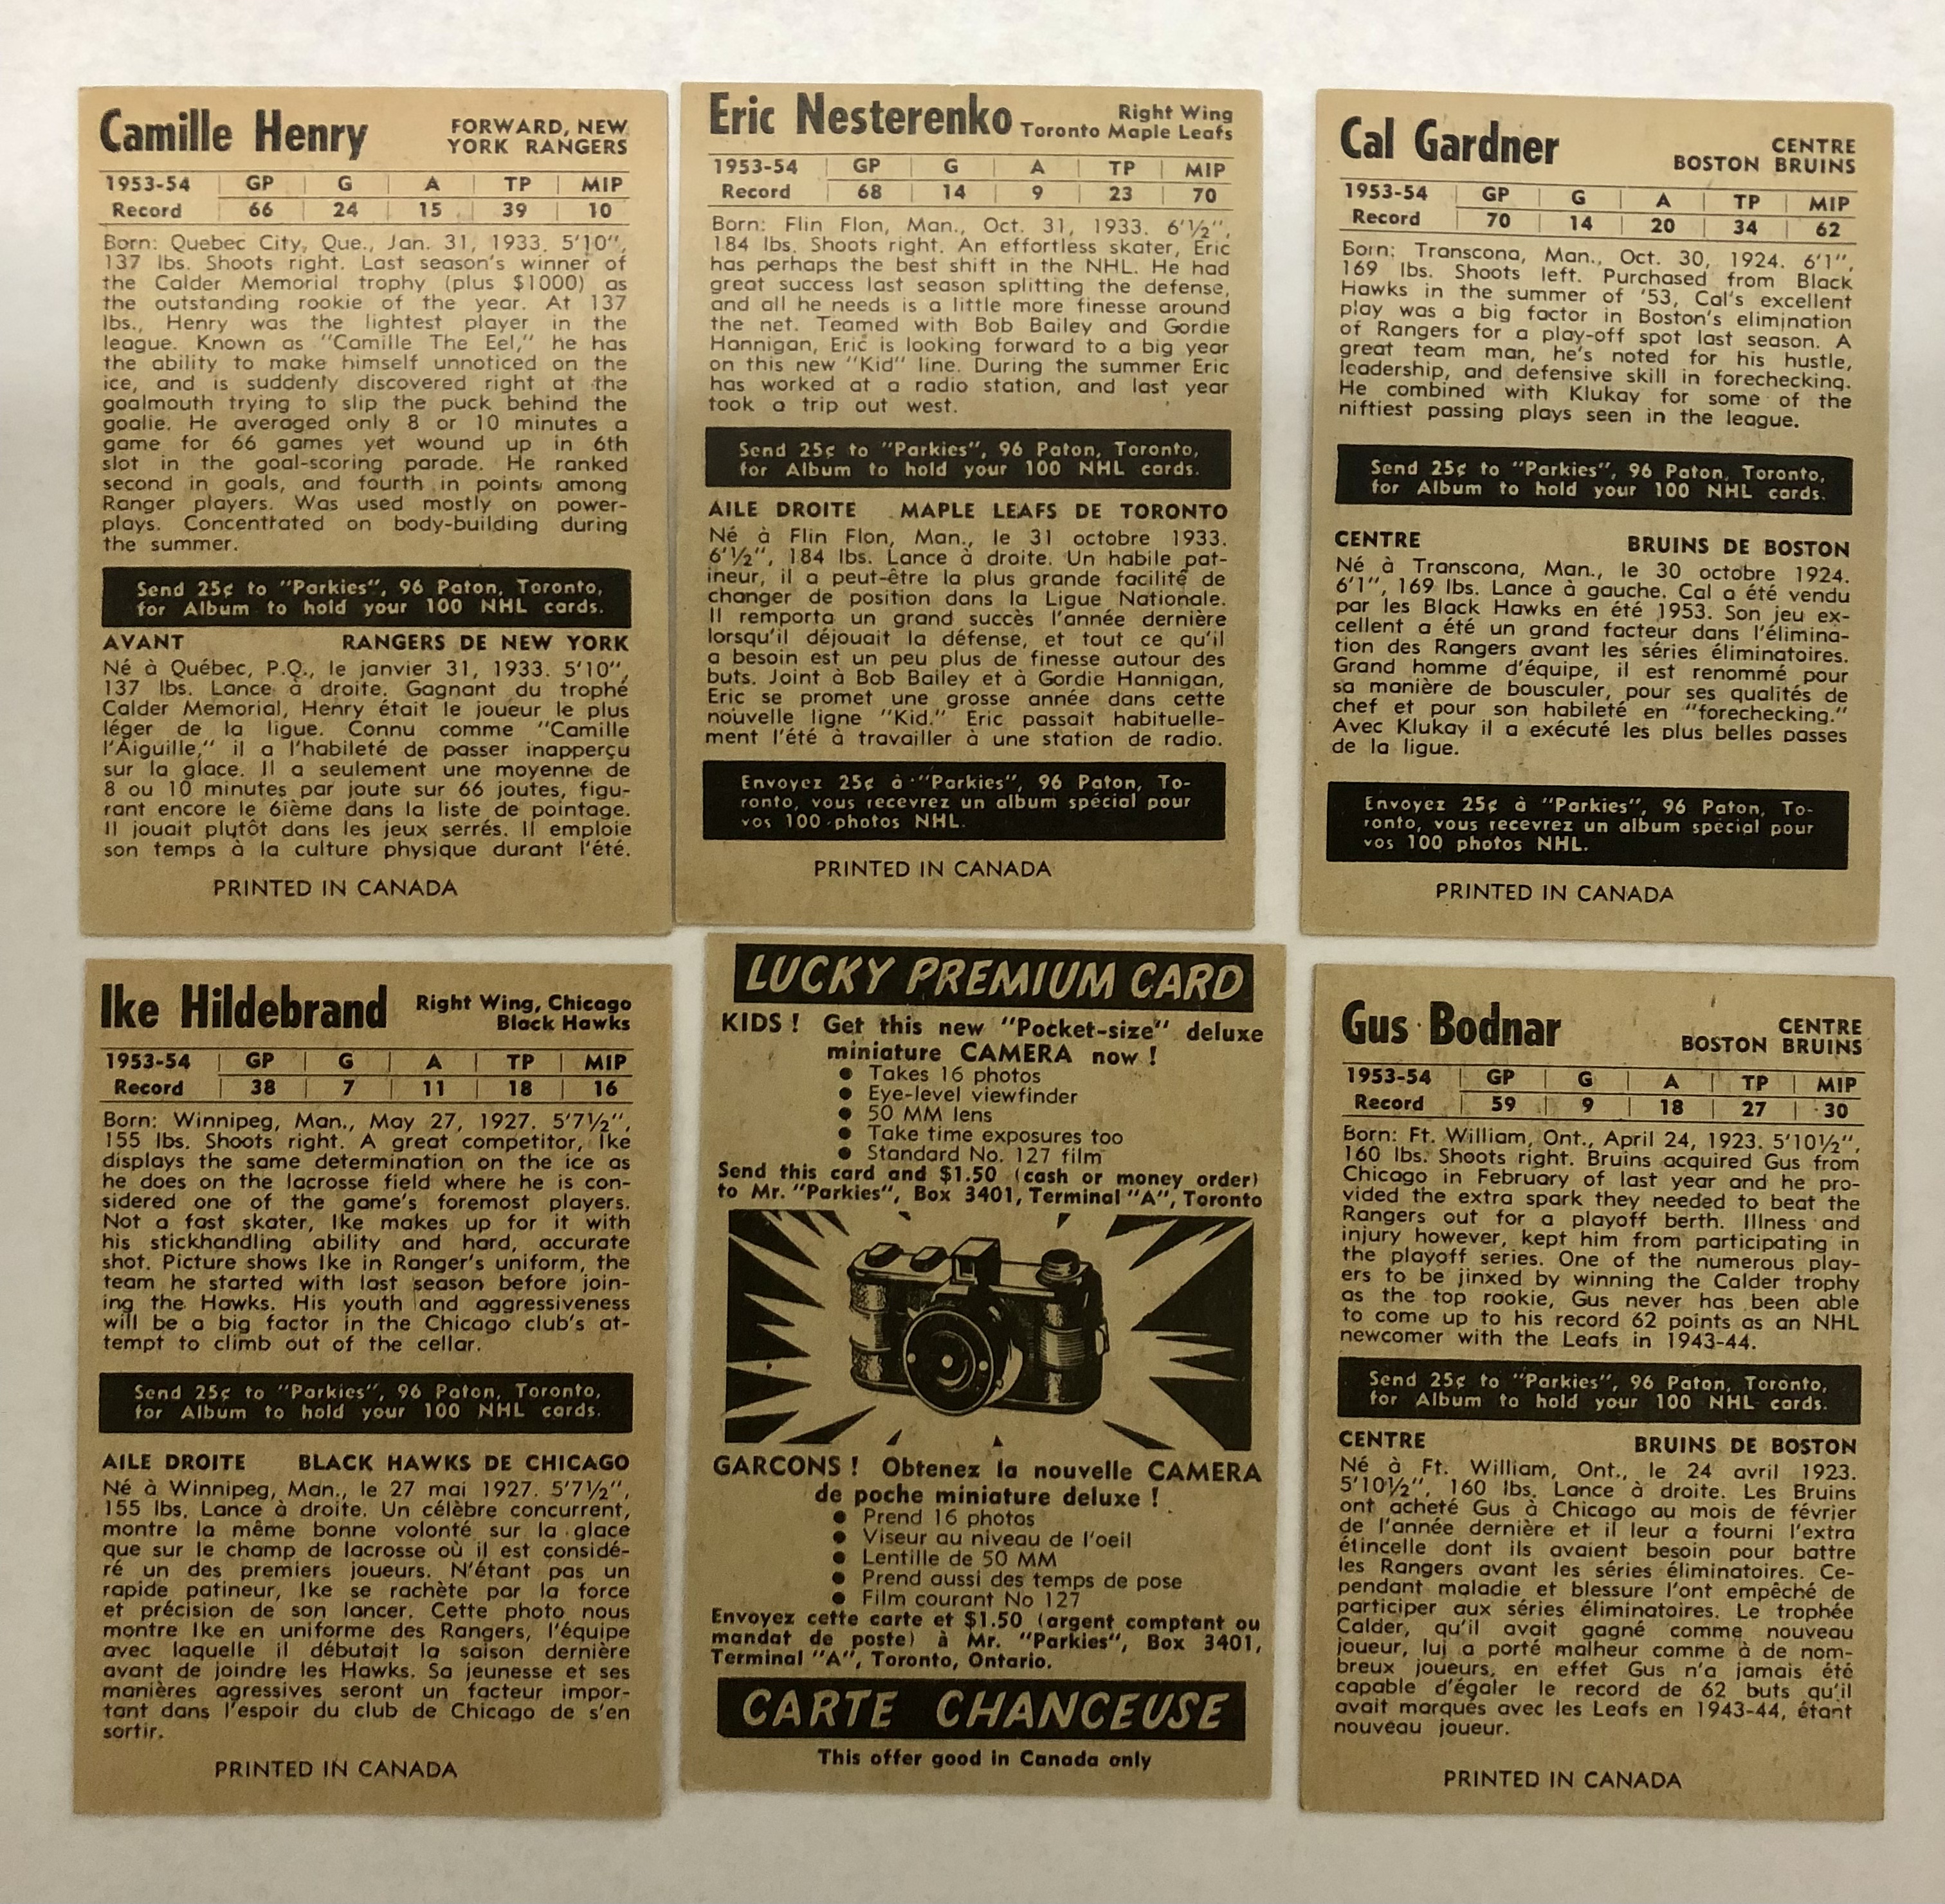 Camille Henry
FORWARD, NEW
YORK RANGERS
1953-54 GP G A TP MIP
Record 66 24 15 39 10
Born: Quebec City, Que., Jan. 31, 1933. 5'10",
137 lbs. Shoots right. Last season's winner of
the Calder Memorial trophy (plus $1000) as
the outstanding rookie of the year. At 137
lbs., Henry was the lightest player in the
league. Known as "Camille The Eel," he has
the ability to make himself unnoticed on the
ice, and is suddenly discovered right at the
goalmouth trying to slip the puck behind the
goalie. He averaged only 8 or 10 minutes a
game for 66 games yet wound up in 6th
slot in the goal-scoring parade. He ranked
second in goals, and fourth in points among
Ranger players. Was used mostly on power-
plays. Concenttated on body-building during
the summer.
Send 25¢ to "Parkies", 96 Paton, Toronto,
for Album to hold your 100 NHL cards.
AVANT RANGERS DE NEW YORK
Né à Québec, P.Q., le janvier 31, 1933. 5'10",
137 lbs. Lance à droite. Gagnant du trophé
Calder Memorial, Henry était le joueur le plus
léger de la ligue. Connu comme "Camille
l'Aiguille," il a l'habileté de passer inapperçu
sur la glace. Il a seulement une moyenne de
8 ou 10 minutes par joute sur 66 joutes, figu-
rant encore le 6ième dans la liste de pointage.
Il jouait plutôt dans les jeux serrés. Il emploie
son temps à la culture physique durant l'été.
PRINTED IN CANADA
Eric Nesterenko
Right Wing
Toronto Maple Leafs
1953-54 GP G A TP MIP
Record 68 14 9 23 70
Born: Flin Flon, Man., Oct. 31, 1933. 6'½",
184 lbs. Shoots right. An effortless skater, Eric
has perhaps the best shift in the NHL. He had
great success last season splitting the defense,
and all he needs is a little more finesse around
the net. Teamed with Bob Bailey and Gordie
Hannigan, Eric is looking forward to a big year
on this new "Kid" line. During the summer Eric
has worked at a radio station, and last year
took a trip out west.
Send 25¢ to "Parkies", 96 Paton, Toronto,
for Album to hold your 100 NHL cards.
AILE DROITE MAPLE LEAFS DE TORONTO
Né à Flin Flon, Man., le 31 octobre 1933.
6'½", 184 lbs. Lance à droite. Un habile pat-
ineur, il a peut-être la plus grande facilité de
changer de position dans la Ligue Nationale.
Il remporta un grand succès l'année dernière
lorsqu'il déjouait la défense, et tout ce qu'il
a besoin est un peu plus de finesse autour des
buts. Joint à Bob Bailey et à Gordie Hannigan,
Eric se promet une grosse année dans cette
nouvelle ligne "Kid." Eric passait habituelle-
ment l'été à travailler à une station de radio.
Envoyez 25¢ à "Parkies", 96 Paton, To-
ronto, vous recevrez un album spécial pour
vos 100 photos NHL.
PRINTED IN CANADA
Cal Gardner
CENTRE
BOSTON BRUINS
1953-54 GP G A TP MIP
Record 70 14 20 34 62
Born: Transcona, Man., Oct. 30, 1924. 6'1",
169 lbs. Shoots left. Purchased from Black
Hawks in the summer of '53, Cal's excellent
play was a big factor in Boston's elimination
of Rangers for a play-off spot last season. A
great team man, he's noted for his hustle,
leadership, and defensive skill in forechecking.
He combined with Klukay for some of the
niftiest passing plays seen in the league.
Send 25¢ to "Parkies", 96 Paton, Toronto,
for Album to hold your 100 NHL cards.
CENTRE BRUINS DE BOSTON
Né à Transcona, Man., le 30 octobre 1924.
6'1", 169 lbs. Lance à gauche. Cal a été vendu
par les Black Hawks en été 1953. Son jeu ex-
cellent a été un grand facteur dans l'élimina-
tion des Rangers avant les séries éliminatoires.
Grand homme d'équipe, il est renommé pour
sa manière de bousculer, pour ses qualités de
chef et pour son habileté en "forechecking."
Avec Klukay il a exécuté les plus belles passes
de la ligue.
Envoyez 25¢ à "Parkies", 96 Paton, To-
ronto, vous recevrez un album spécial pour
vos 100 photos NHL.
PRINTED IN CANADA
Ike Hildebrand
Right Wing, Chicago
Black Hawks
1953-54 GP G A TP MIP
Record 38 7 11 18 16
Born: Winnipeg, Man., May 27, 1927. 5'7½",
155 lbs. Shoots right. A great competitor, Ike
displays the same determination on the ice as
he does on the lacrosse field where he is con-
sidered one of the game's foremost players.
Not a fast skater, Ike makes up for it with
his stickhandling ability and hard, accurate
shot. Picture shows Ike in Ranger's uniform, the
team he started with last season before join-
ing the Hawks. His youth and aggressiveness
will be a big factor in the Chicago club's at-
tempt to climb out of the cellar.
Send 25¢ to "Parkies", 96 Paton, Toronto,
for Album to hold your 100 NHL cards.
AILE DROITE BLACK HAWKS DE CHICAGO
Né à Winnipeg, Man., le 27 mai 1927. 5'7½",
155 lbs. Lance à droite. Un célèbre concurrent,
montre la même bonne volonté sur la glace
que sur le champ de lacrosse où il est considé-
ré un des premiers joueurs. N'étant pas un
rapide patineur, Ike se rachète par la force
et précision de son lancer. Cette photo nous
montre Ike en uniforme des Rangers, l'équipe
avec laquelle il débutait la saison dernière
avant de joindre les Hawks. Sa jeunesse et ses
manières agressives seront un facteur impor-
tant dans l'espoir du club de Chicago de s'en
sortir.
PRINTED IN CANADA
LUCKY PREMIUM CARD
KIDS! Get this new "Pocket-size" deluxe
miniature CAMERA now!
● Takes 16 photos
● Eye-level viewfinder
● 50 MM lens
● Take time exposures too
● Standard No. 127 film
Send this card and $1.50 (cash or money order)
to Mr. "Parkies", Box 3401, Terminal "A", Toronto
GARCONS! Obtenez la nouvelle CAMERA
de poche miniature deluxe!
● Prend 16 photos
● Viseur au niveau de l'oeil
● Lentille de 50 MM
● Prend aussi des temps de pose
● Film courant No 127
Envoyez cette carte et $1.50 (argent comptant ou
mandat de poste) à Mr. "Parkies", Box 3401,
Terminal "A", Toronto, Ontario.
CARTE CHANCEUSE
This offer good in Canada only
Gus Bodnar
CENTRE
BOSTON BRUINS
1953-54 GP G A TP MIP
Record 59 9 18 27 30
Born: Ft. William, Ont., April 24, 1923. 5'10½",
160 lbs. Shoots right. Bruins acquired Gus from
Chicago in February of last year and he pro-
vided the extra spark they needed to beat the
Rangers out for a playoff berth. Illness and
injury however, kept him from participating in
the playoff series. One of the numerous play-
ers to be jinxed by winning the Calder trophy
as the top rookie, Gus never has been able
to come up to his record 62 points as an NHL
newcomer with the Leafs in 1943-44.
Send 25¢ to "Parkies", 96 Paton, Toronto,
for Album to hold your 100 NHL cards.
CENTRE BRUINS DE BOSTON
Né à Ft. William, Ont., le 24 avril 1923.
5'10½", 160 lbs. Lance à droite. Les Bruins
ont acheté Gus à Chicago au mois de février
de l'année dernière et il leur a fourni l'extra
étincelle dont ils avaient besoin pour battre
les Rangers avant les séries éliminatoires. Ce-
pendant maladie et blessure l'ont empêché de
participer aux séries éliminatoires. Le trophée
Calder, qu'il avait gagné comme nouveau
joueur, lui a porté malheur comme à de nom-
breux joueurs, en effet Gus n'a jamais été
capable d'égaler le record de 62 buts qu'il
avait marqués avec les Leafs en 1943-44, étant
nouveau joueur.
PRINTED IN CANADA